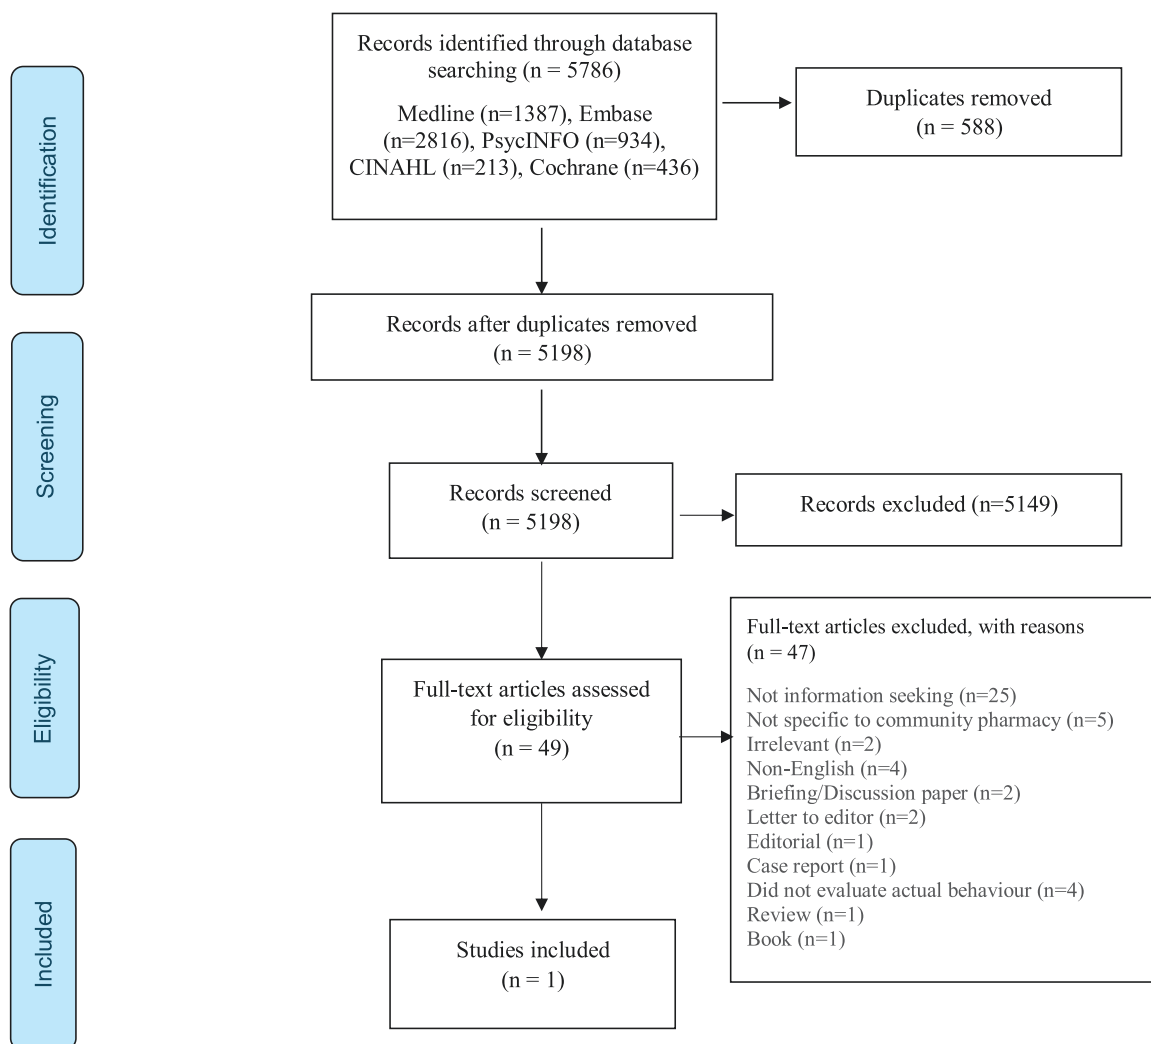 Records identified through database
searching (n = 5786)
Medline (n=1387), Embase
(n=2816), PsycINFO (n=934),
CINAHL (n=213), Cochrane (n=436)
Duplicates removed
(n = 588)
Identification
Records after duplicates removed
(n = 5198)
Screening
Records screened
(n = 5198)
Records excluded (n=5149)
Eligibility
Full-text articles assessed
for eligibility
(n = 49)
Full-text articles excluded, with reasons
(n = 47)
Not information seeking (n=25)
Not specific to community pharmacy (n=5)
Irrelevant (n=2)
Non-English (n=4)
Briefing/Discussion paper (n=2)
Letter to editor (n=2)
Editorial (n=1)
Case report (n=1)
Did not evaluate actual behaviour (n=4)
Review (n=1)
Book (n=1)
Included
Studies included
(n = 1)